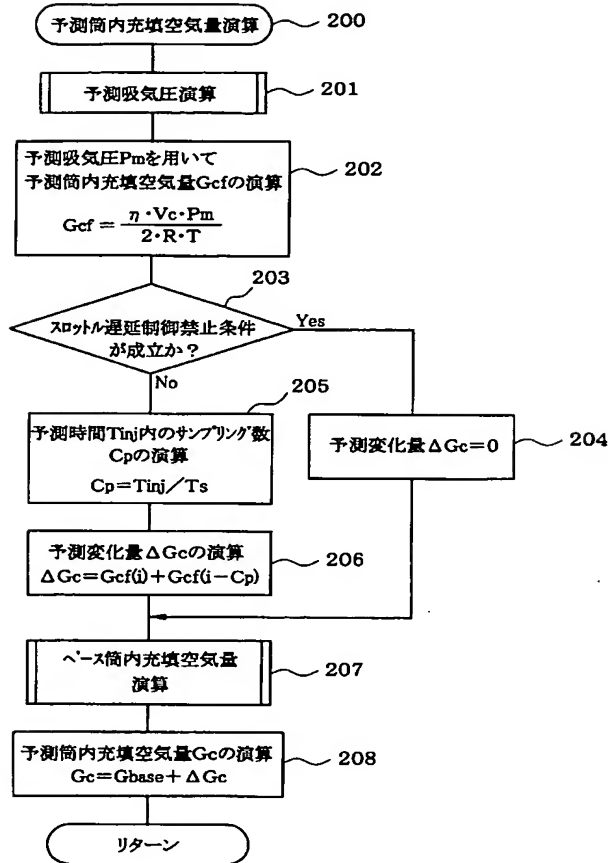 予測筒内充填空気量演算
200
予測吸気圧演算
201
予測吸気圧Pmを用いて
予測筒内充填空気量Gcfの演算
Gcf = η・Vc・Pm / 2・R・T
202
203
スロットル遅延制御禁止条件
が成立か?
Yes
No
205
予測時間Tinj内のサンプリング数
Cpの演算
Cp=Tinj/Ts
予測変化量ΔGc=0
204
予測変化量ΔGcの演算
ΔGc=Gcf(i)+Gcf(i-Cp)
206
ベース筒内充填空気量
演算
207
予測筒内充填空気量Gcの演算
Gc=Gbase+ΔGc
208
リターン